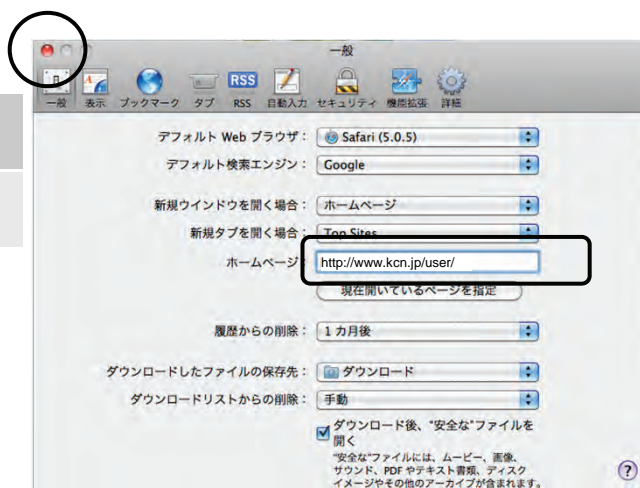 一般
一般 表示 ブックマーク タブ RSS 自動入力 セキュリティ 機能拡張 詳細
RSS
デフォルト Web ブラウザ： Safari (5.0.5)
デフォルト検索エンジン： Google
新規ウインドウを開く場合： ホームページ
新規タブを開く場合： Top Sites
ホームページ： http://www.kcn.jp/user/
現在開いているページを指定
履歴からの削除： 1 カ月後
ダウンロードしたファイルの保存先： ダウンロード
ダウンロードリストからの削除： 手動
ダウンロード後、"安全な"ファイルを
開く
"安全な"ファイルには、ムービー、画像、
サウンド、PDF やテキスト書類、ディスク
イメージやその他のアーカイブが含まれます。
?